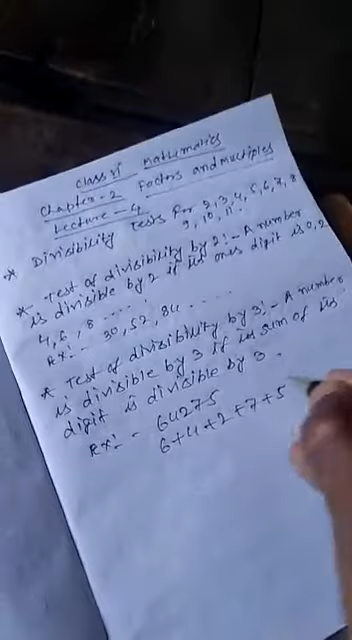 Class VI Mathematics
Chapter-2 Factors and multiples
Lecture-4
* Divisibility Tests For 2,3,4,5,6,7,8
9, 10, 11.
*- Test of divisibility by 2!- A number
is divisible by 2 if its ones digit is 0,2
4,6,8.....
Ex:- 30, 52, 84.....
* Test of divisibility by 3!- A number
is divisible by 3 if its sum of its
digit is divisible by 3.
Ex:- 64275
6+4+2+7+5